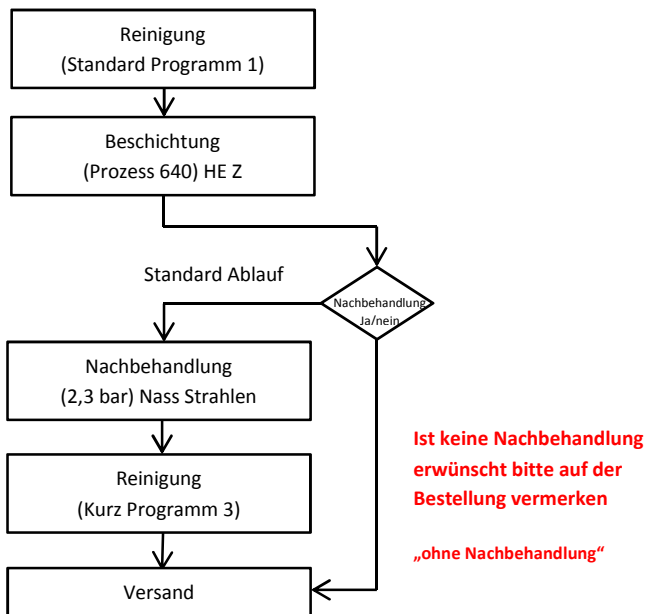 Reinigung
(Standard Programm 1)
Beschichtung
(Prozess 640) HE Z
Standard Ablauf
Nachbehandlung
Ja/nein
Nachbehandlung
(2,3 bar) Nass Strahlen
Reinigung
(Kurz Programm 3)
Versand
Ist keine Nachbehandlung
erwünscht bitte auf der
Bestellung vermerken
„ohne Nachbehandlung“